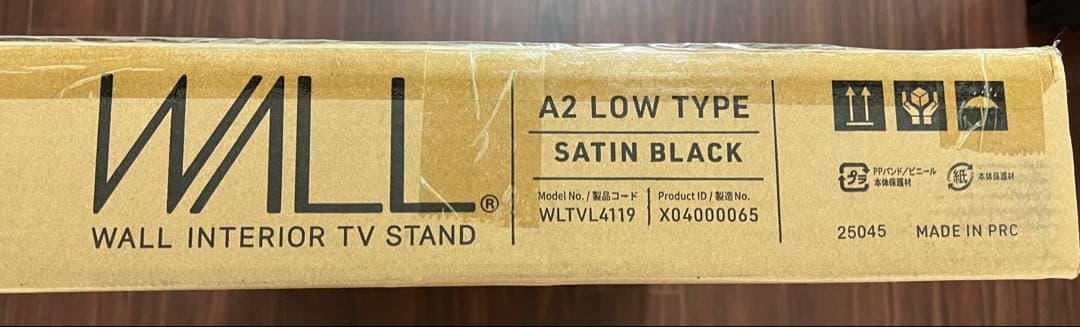 WALL®
WALL INTERIOR TV STAND
A2 LOW TYPE
SATIN BLACK
Model No. / 製品コード
WLTVL4119
Product ID / 製造No.
X04000065
プラ
PPバンド/ビニール
本体保護材
紙
本体保護材
25045 MADE IN PRC